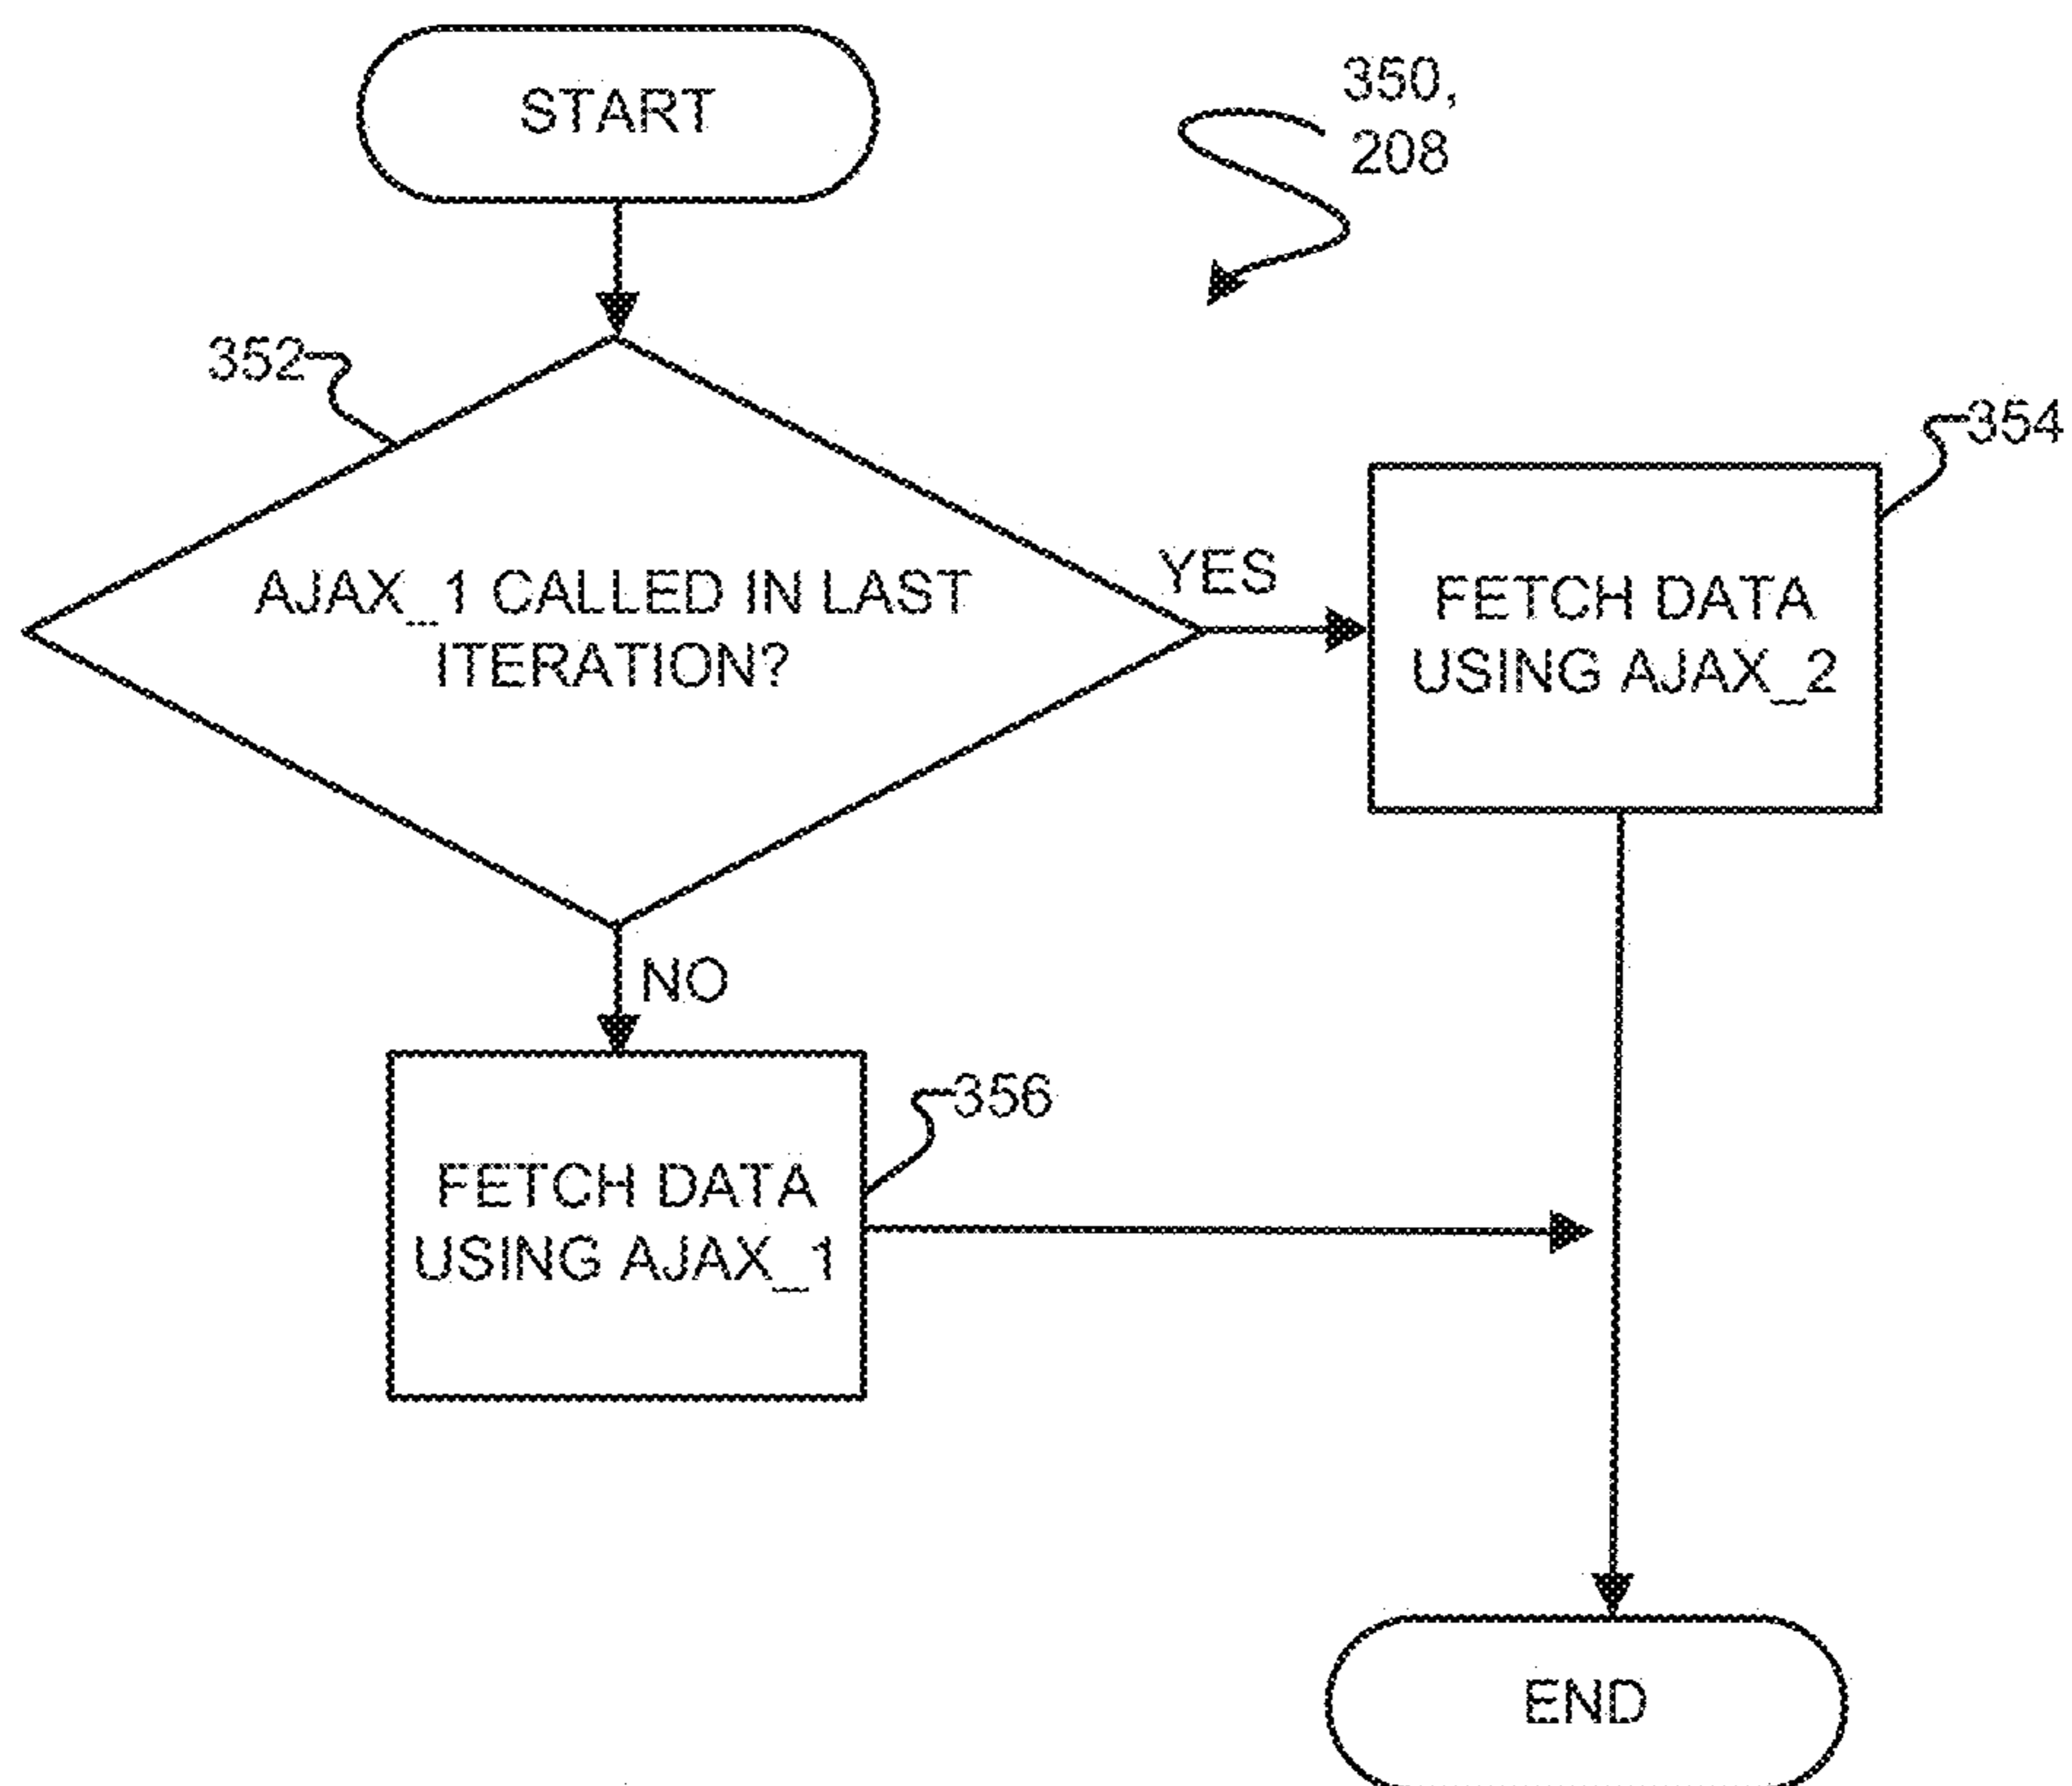 START
350,
208
352
354
AJAX_1 CALLED IN LAST
ITERATION?
YES
FETCH DATA
USING AJAX_2
NO
356
FETCH DATA
USING AJAX_1
END